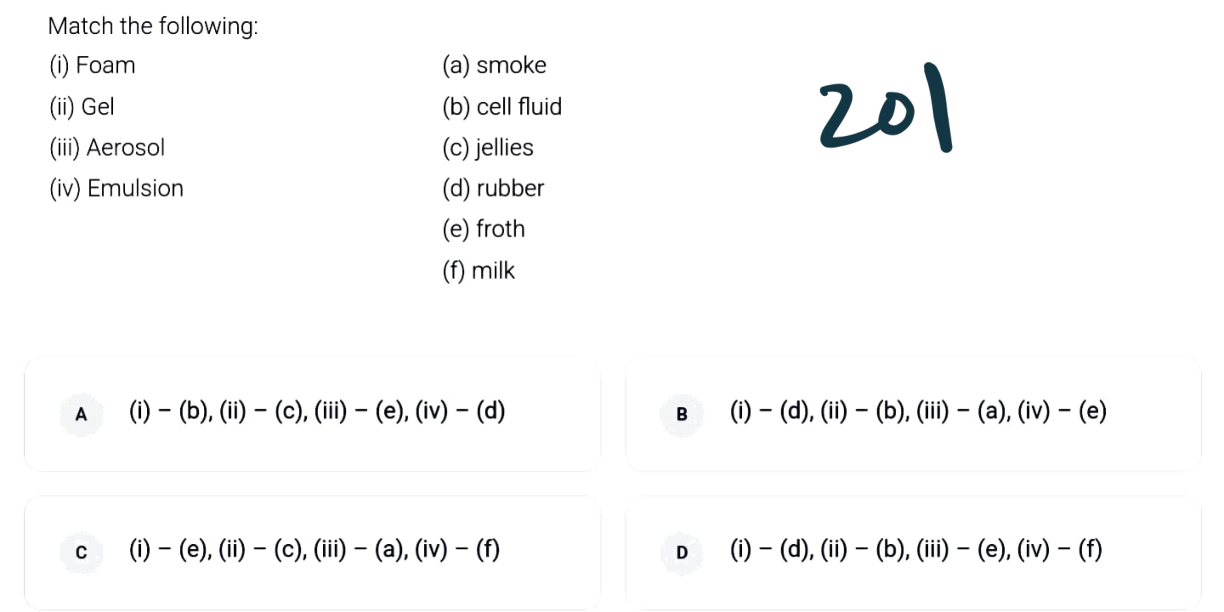 Match the following:
(i) Foam (a) smoke 201
(ii) Gel (b) cell fluid
(iii) Aerosol (c) jellies
(iv) Emulsion (d) rubber
(e) froth
(f) milk
A (i) – (b), (ii) – (c), (iii) – (e), (iv) – (d)
B (i) – (d), (ii) – (b), (iii) – (a), (iv) – (e)
C (i) – (e), (ii) – (c), (iii) – (a), (iv) – (f)
D (i) – (d), (ii) – (b), (iii) – (e), (iv) – (f)